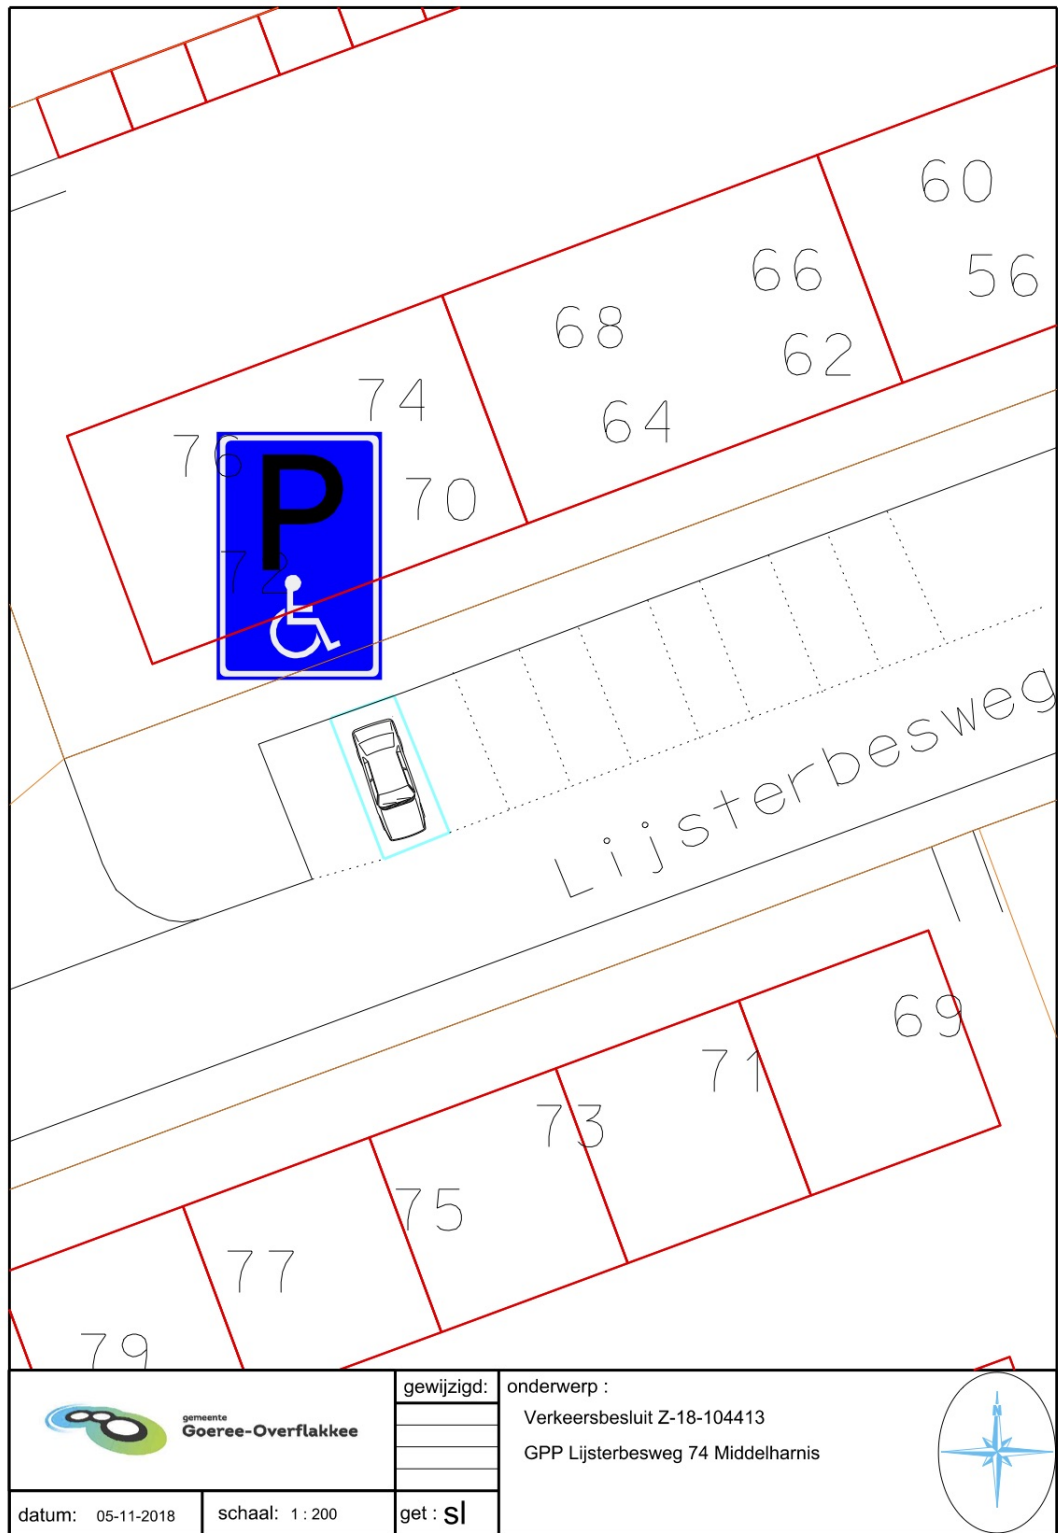 60
56
66
68
62
74
64
76
70
P
72
Lijsterbesweg
69
71
73
75
77
79
gemeente
Goeree-Overflakkee
gewijzigd:
onderwerp :
Verkeersbesluit Z-18-104413
GPP Lijsterbesweg 74 Middelharnis
N
datum: 05-11-2018
schaal: 1 : 200
get : sl